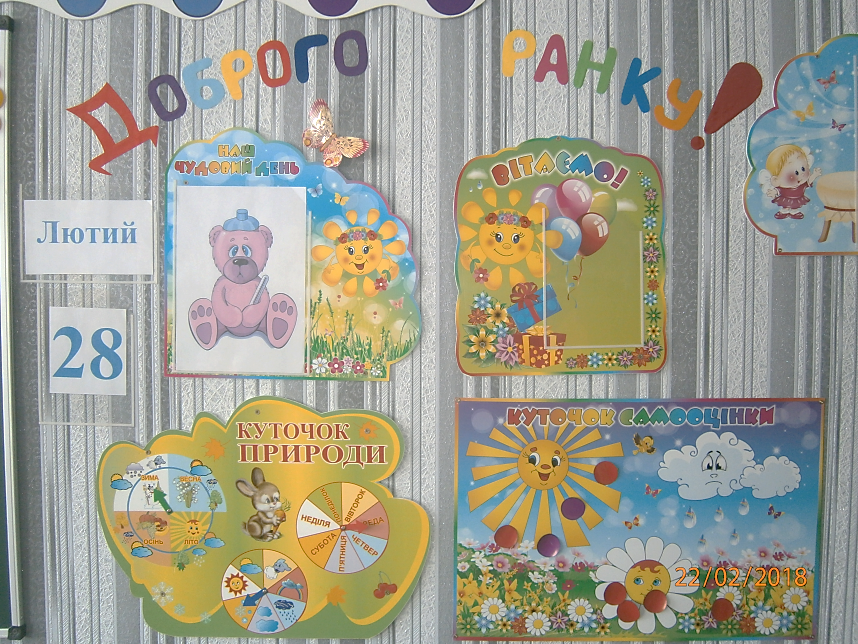 ДОБРОГО РАНКУ!
НАШ
ЧУДОВИЙ ДЕНЬ
ВІТАЄМО!
Лютий
28
КУТОЧОК
ПРИРОДИ
ЗИМА
ВЕСНА
ОСІНЬ
ЛІТО
ПОНЕДІЛОК
ВІВТОРОК
СЕРЕДА
ЧЕТВЕР
П'ЯТНИЦЯ
СУБОТА
НЕДІЛЯ
КУТОЧОК САМООЦІНКИ
22/02/2018